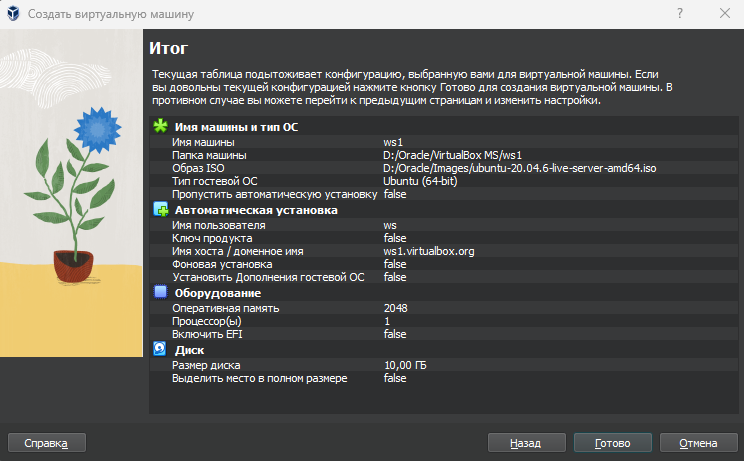 Создать виртуальную машину
?
Итог
Текущая таблица подытоживает конфигурацию, выбранную вами для виртуальной машины. Если
вы довольны текущей конфигурацией нажмите кнопку Готово для создания виртуальной машины. В
противном случае вы можете перейти к предыдущим страницам и изменить настройки.
Имя машины и тип ОС
Имя машины ws1
Папка машины D:/Oracle/VirtualBox MS/ws1
Образ ISO D:/Oracle/Images/ubuntu-20.04.6-live-server-amd64.iso
Тип гостевой ОС Ubuntu (64-bit)
Пропустить автоматическую установку false
Автоматическая установка
Имя пользователя ws
Ключ продукта false
Имя хоста / доменное имя ws1.virtualbox.org
Фоновая установка false
Установить Дополнения гостевой ОС false
Оборудование
Оперативная память 2048
Процессор(ы) 1
Включить EFI false
Диск
Размер диска 10,00 ГБ
Выделить место в полном размере false
Справка Назад Готово Отмена